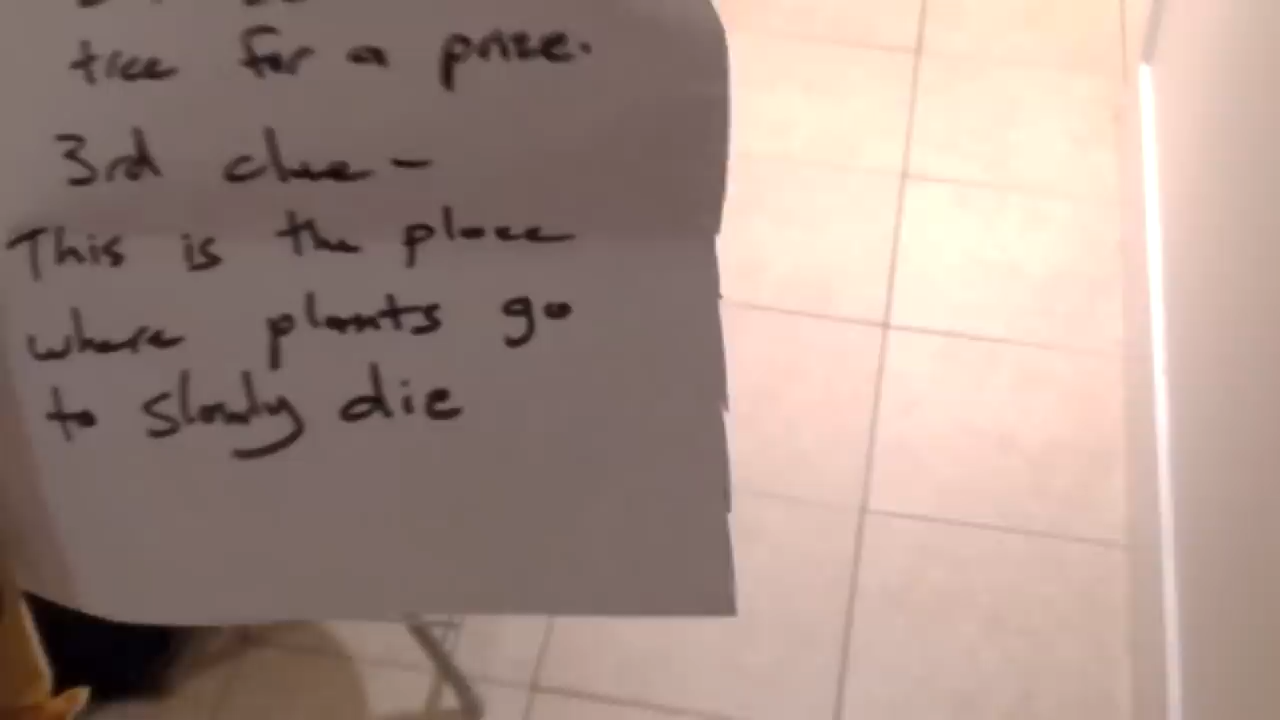 tree for a prize.
3rd clue -
This is the place
where plants go
to slowly die